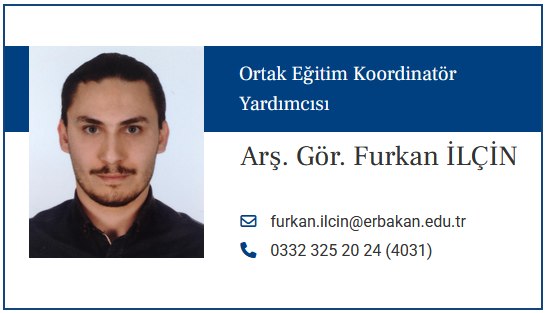 Ortak Eğitim Koordinatör
Yardımcısı
Arş. Gör. Furkan İLÇİN
furkan.ilcin@erbakan.edu.tr
0332 325 20 24 (4031)